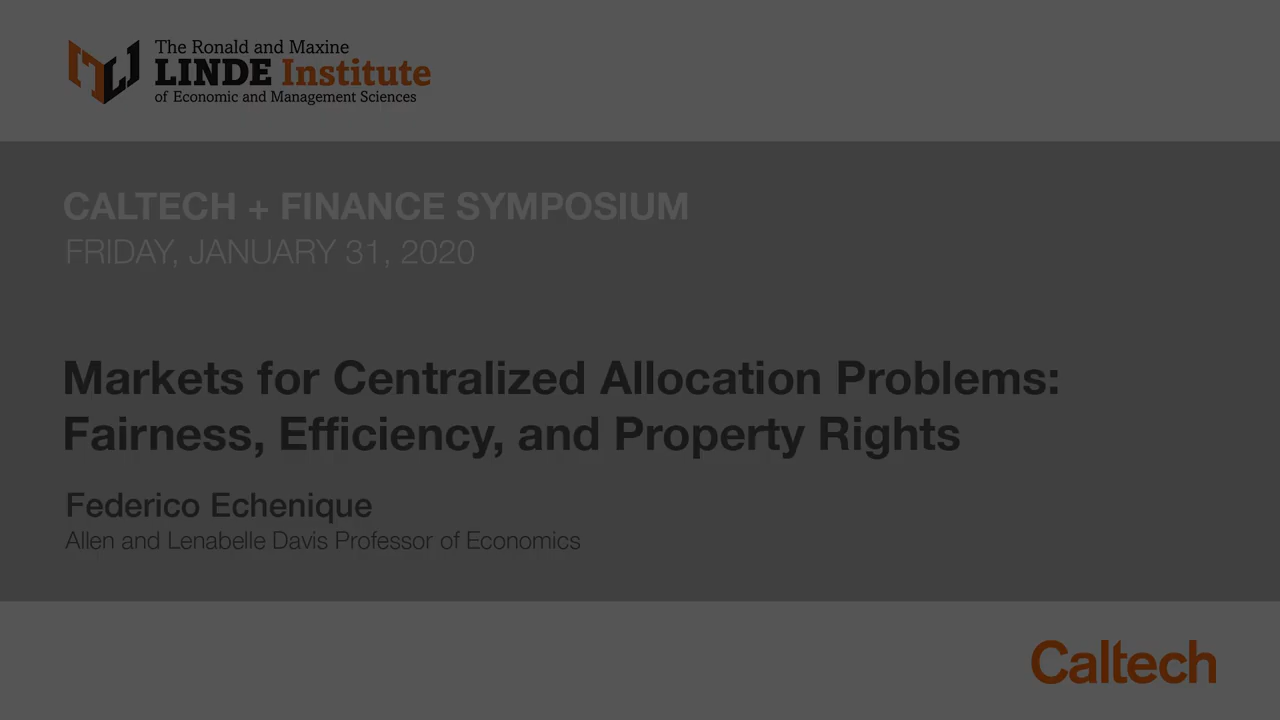 The Ronald and Maxine
LINDE Institute
of Economic and Management Sciences
CALTECH + FINANCE SYMPOSIUM
FRIDAY, JANUARY 31, 2020
Markets for Centralized Allocation Problems:
Fairness, Efficiency, and Property Rights
Federico Echenique
Allen and Lenabelle Davis Professor of Economics
Caltech